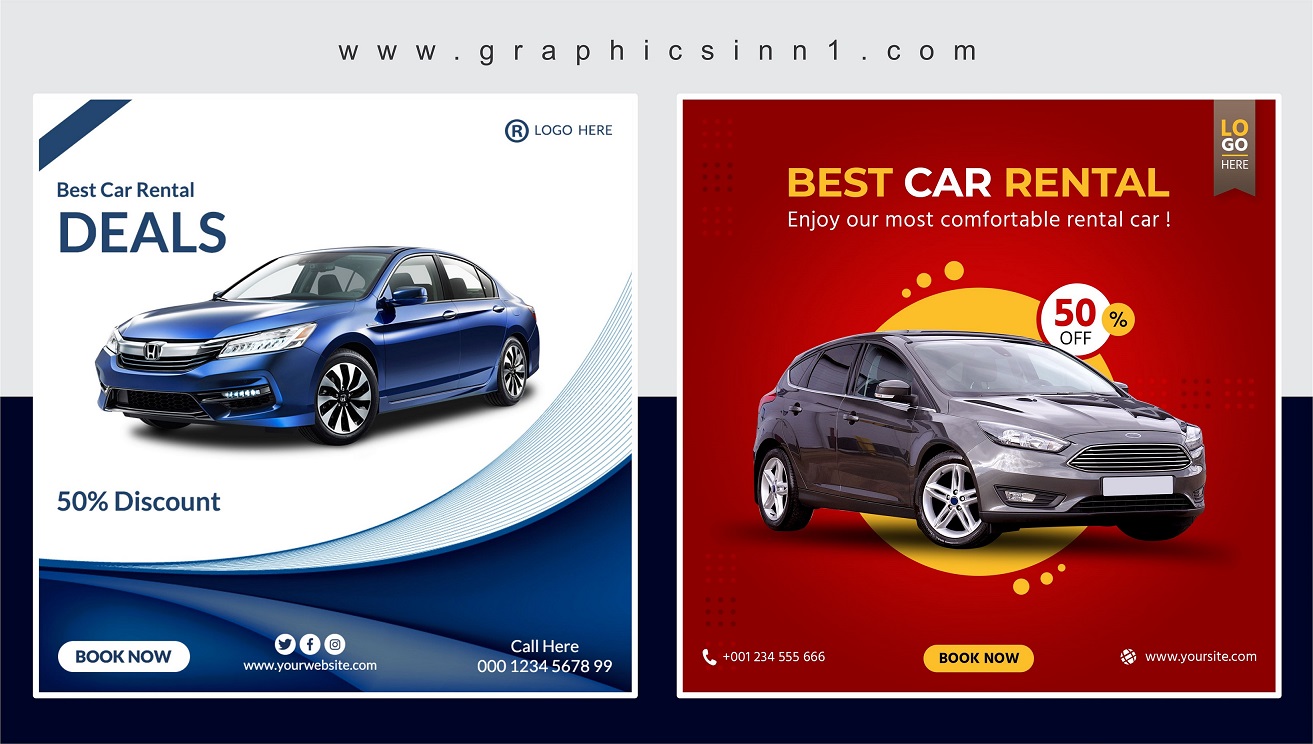 www.graphicsinn1.com
R LOGO HERE
Best Car Rental
DEALS
50% Discount
BOOK NOW
www.yourwebsite.com
Call Here
000 1234 5678 99
LO
GO
HERE
BEST CAR RENTAL
Enjoy our most comfortable rental car !
50 %
OFF
+001 234 555 666
BOOK NOW
www.yoursite.com